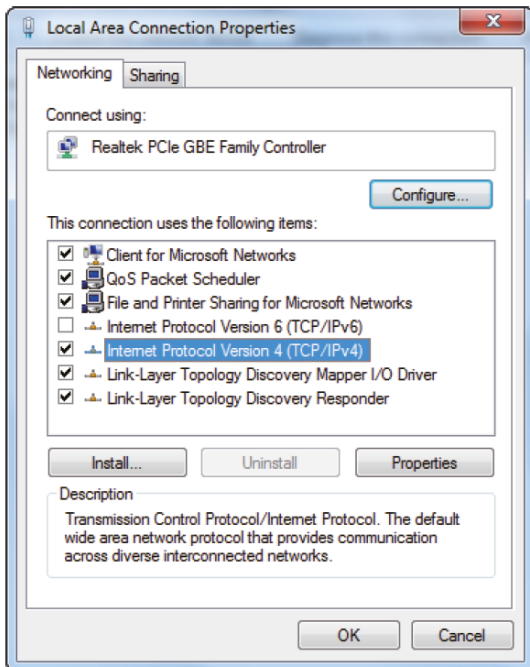 Local Area Connection Properties
Networking
Sharing
Connect using:
Realtek PCIe GBE Family Controller
Configure...
This connection uses the following items:
Client for Microsoft Networks
QoS Packet Scheduler
File and Printer Sharing for Microsoft Networks
Internet Protocol Version 6 (TCP/IPv6)
Internet Protocol Version 4 (TCP/IPv4)
Link-Layer Topology Discovery Mapper I/O Driver
Link-Layer Topology Discovery Responder
Install...
Uninstall
Properties
Description
Transmission Control Protocol/Internet Protocol. The default
wide area network protocol that provides communication
across diverse interconnected networks.
OK
Cancel